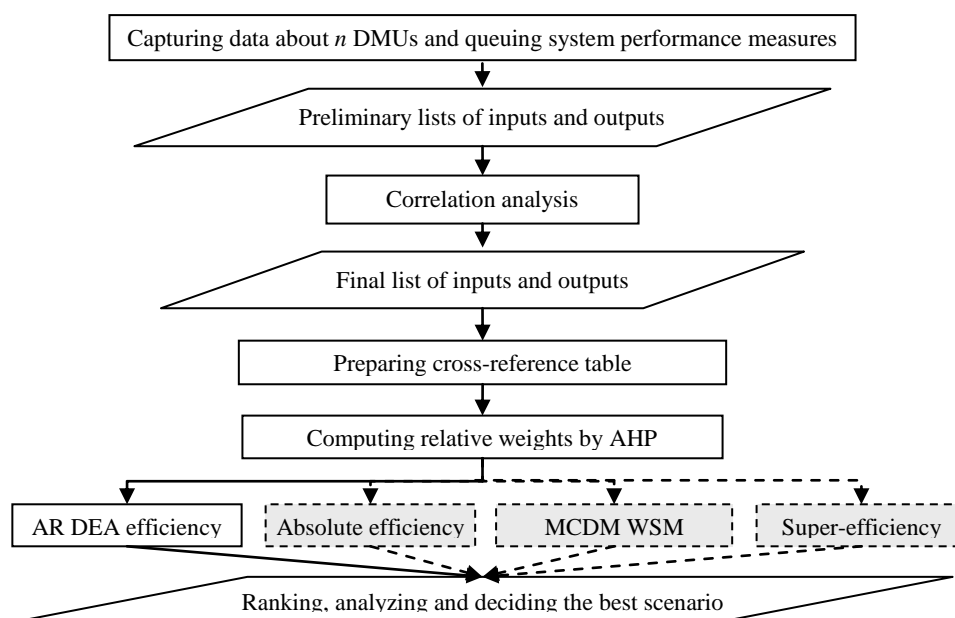 Capturing data about n DMUs and queuing system performance measures
Preliminary lists of inputs and outputs
Correlation analysis
Final list of inputs and outputs
Preparing cross-reference table
Computing relative weights by AHP
AR DEA efficiency
Absolute efficiency
MCDM WSM
Super-efficiency
Ranking, analyzing and deciding the best scenario